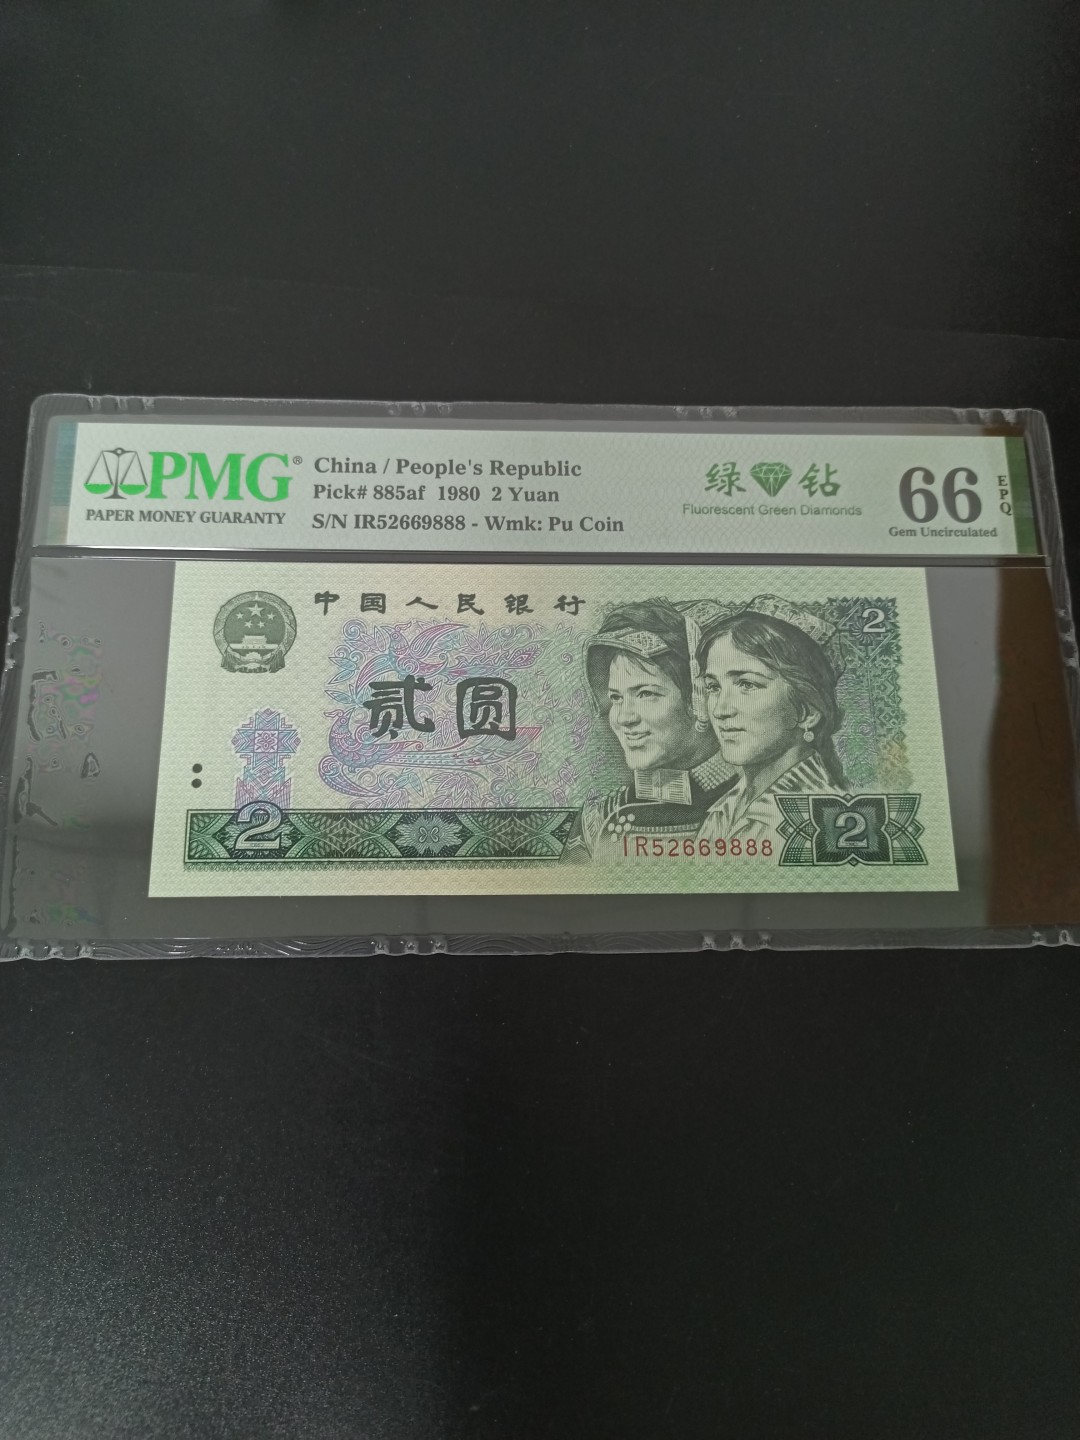 PMG®
PAPER MONEY GUARANTY
China / People's Republic
Pick# 885af 1980 2 Yuan
S/N IR52669888 - Wmk: Pu Coin
绿钻
Fluorescent Green Diamonds
66
EPQ
Gem Uncirculated
中国人民银行
2
贰圆
2
IR52669888
2